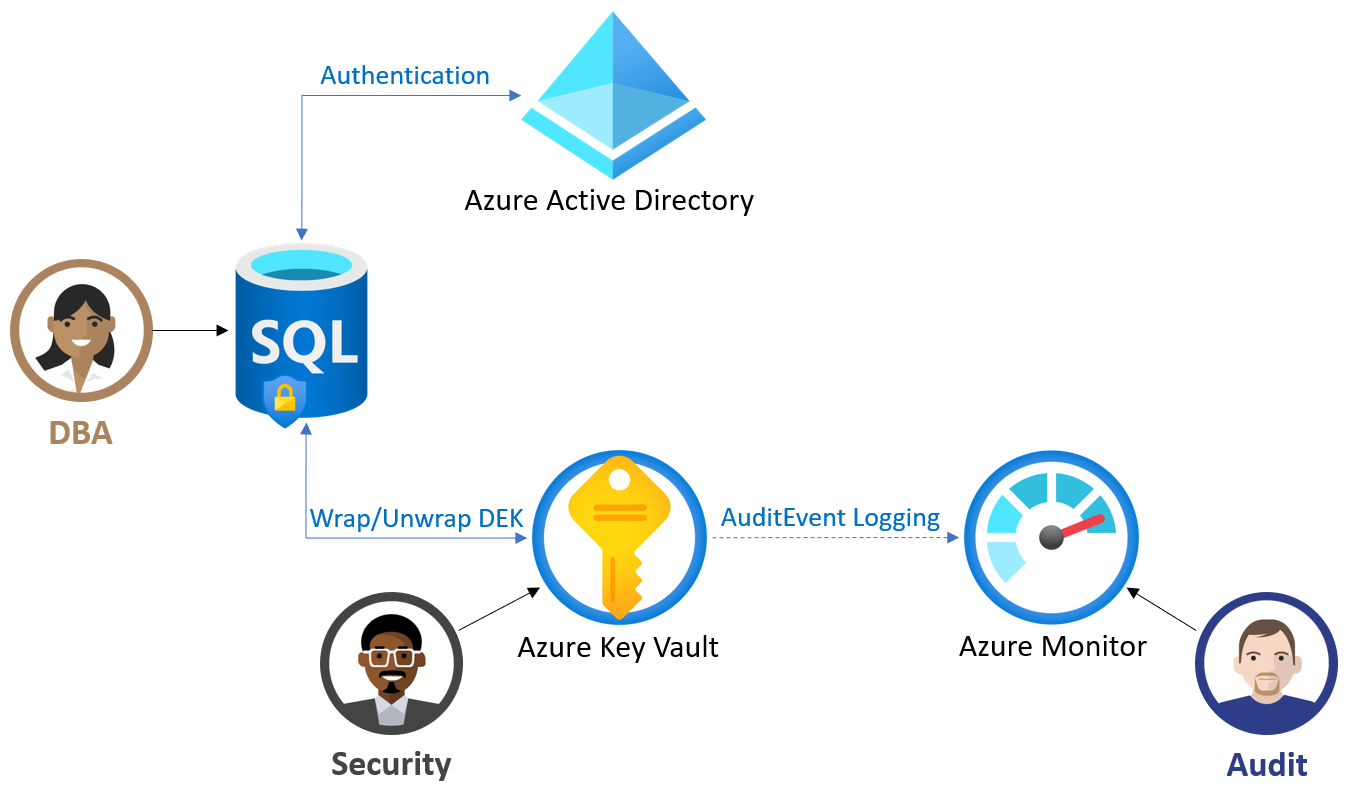 Authentication
Azure Active Directory
SQL
DBA
Wrap/Unwrap DEK
AuditEvent Logging
Azure Key Vault
Azure Monitor
Security
Audit